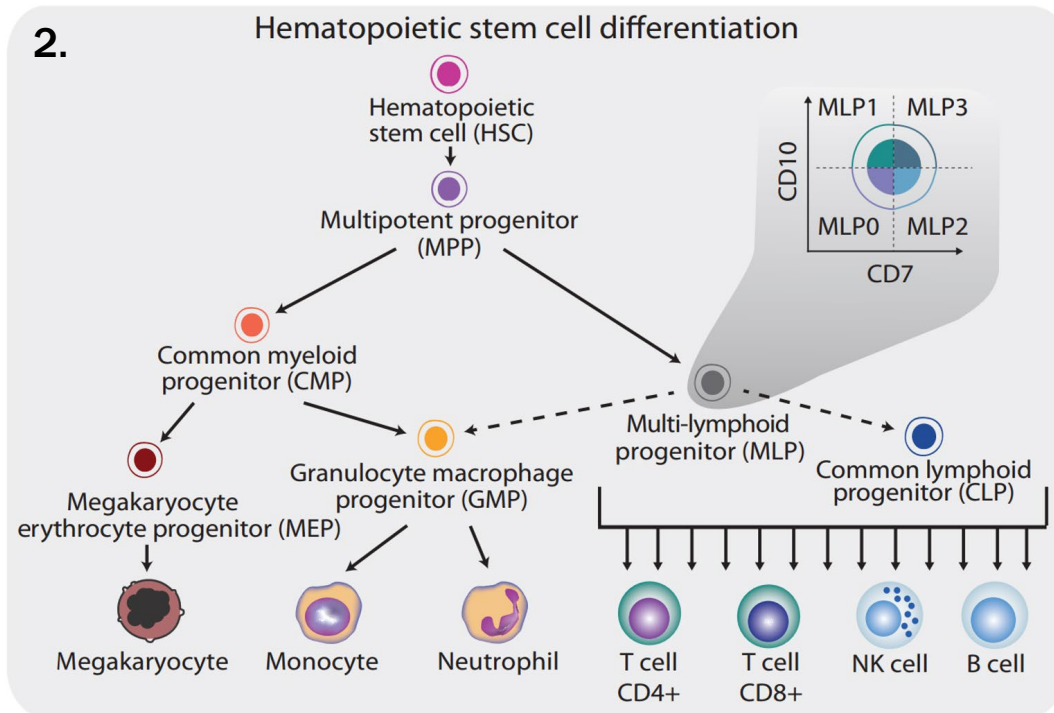 2.
Hematopoietic stem cell differentiation
Hematopoietic
stem cell (HSC)
Multipotent progenitor
(MPP)
MLP1 MLP3
CD10
MLP0 MLP2
CD7
Common myeloid
progenitor (CMP)
Multi-lymphoid
progenitor (MLP)
Common lymphoid
progenitor (CLP)
Granulocyte macrophage
progenitor (GMP)
Megakaryocyte
erythrocyte progenitor (MEP)
Megakaryocyte
Monocyte
Neutrophil
T cell
CD4+
T cell
CD8+
NK cell
B cell